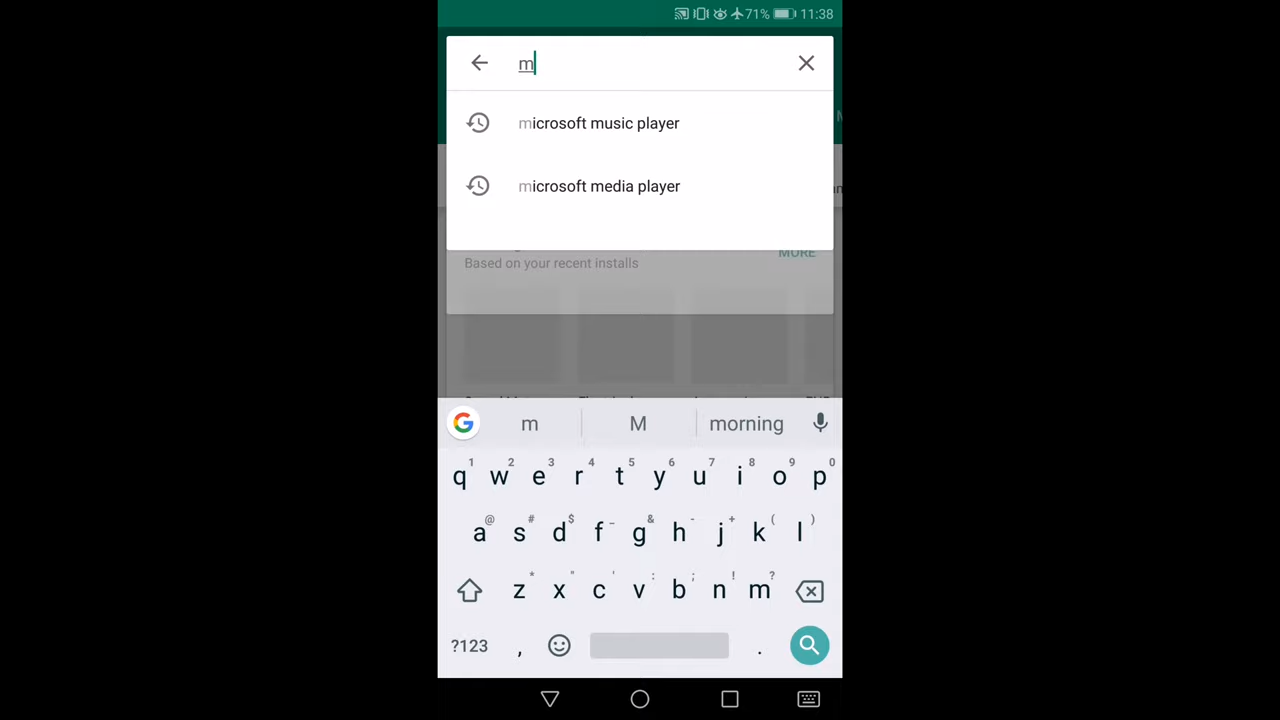 71% 11:38
m
microsoft music player
microsoft media player
MORE
Based on your recent installs
m M morning
1 2 3 4 5 6 7 8 9 0
q w e r t y u i o p
@ # $ _ & - + ( )
a s d f g h j k l
* " ' : ; ! ?
z x c v b n m
?123 , .